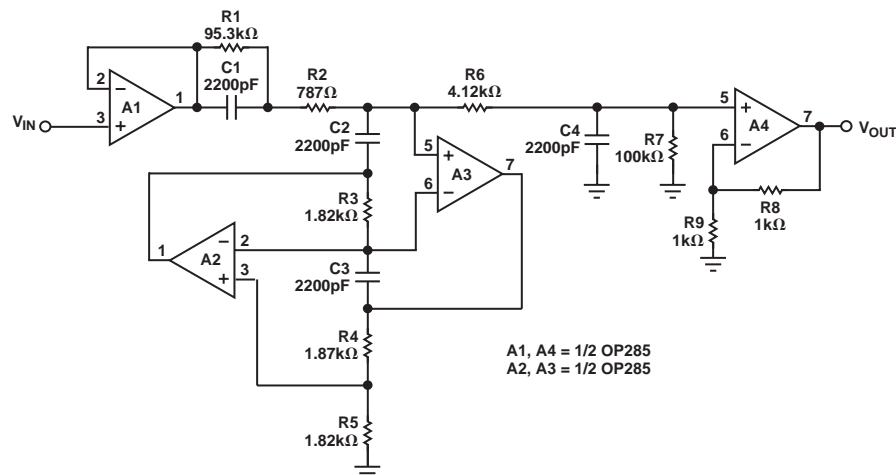 R1
95.3kΩ
C1
2200pF
2
−
A1
1
3
+
V_IN
R2
787Ω
C2
2200pF
R6
4.12kΩ
5
+
7
A3
6
−
R3
1.82kΩ
1
A2
−
2
+
3
C3
2200pF
R4
1.87kΩ
R5
1.82kΩ
C4
2200pF
R7
100kΩ
5
+
7
A4
6
−
V_OUT
R8
1kΩ
R9
1kΩ
A1, A4 = 1/2 OP285
A2, A3 = 1/2 OP285